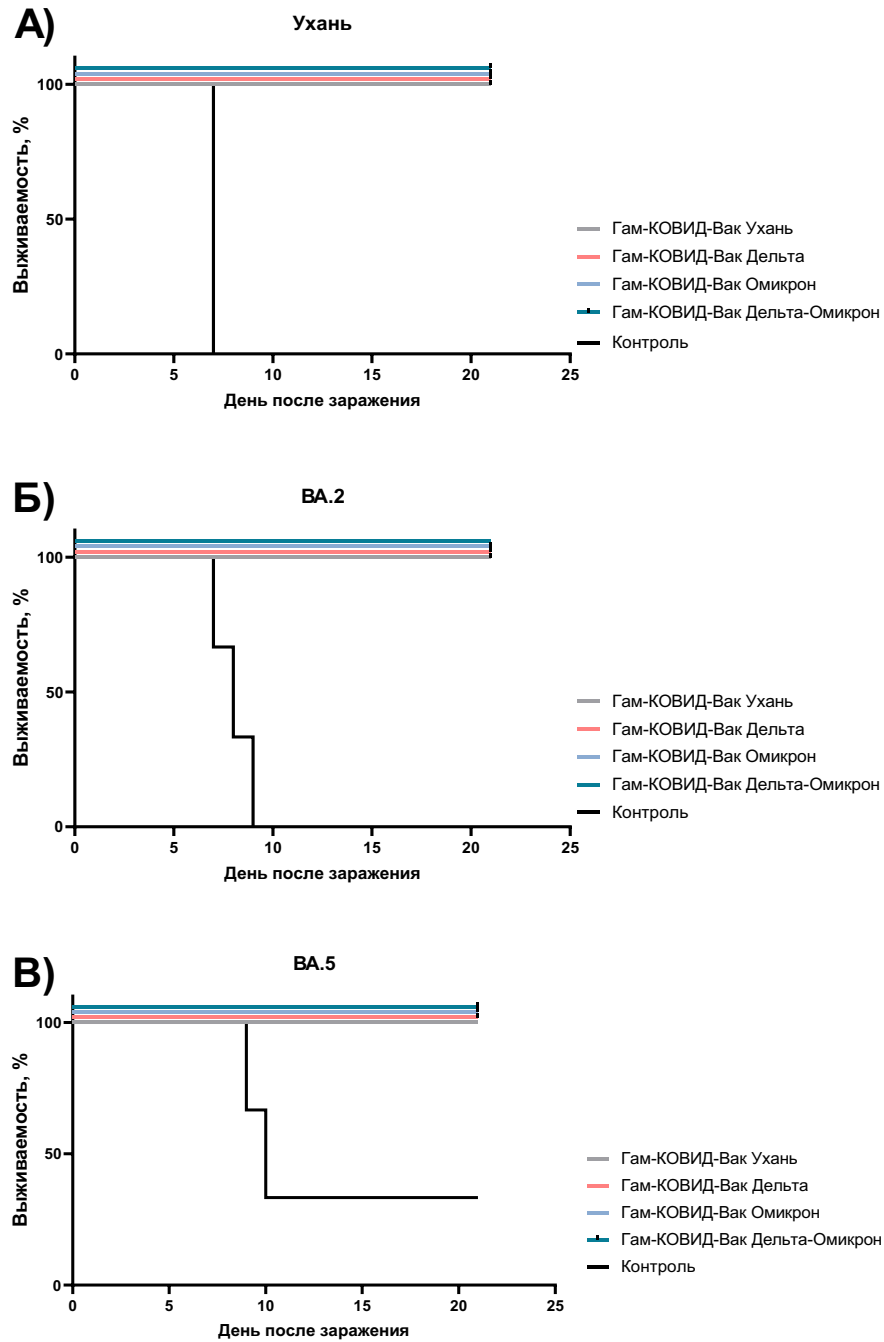 А)
Ухань
Выживаемость, %
100
50
0
0 5 10 15 20 25
День после заражения
Гам-КОВИД-Вак Ухань
Гам-КОВИД-Вак Дельта
Гам-КОВИД-Вак Омикрон
Гам-КОВИД-Вак Дельта-Омикрон
Контроль
Б)
ВА.2
Выживаемость, %
100
50
0
0 5 10 15 20 25
День после заражения
Гам-КОВИД-Вак Ухань
Гам-КОВИД-Вак Дельта
Гам-КОВИД-Вак Омикрон
Гам-КОВИД-Вак Дельта-Омикрон
Контроль
В)
ВА.5
Выживаемость, %
100
50
0
0 5 10 15 20 25
День после заражения
Гам-КОВИД-Вак Ухань
Гам-КОВИД-Вак Дельта
Гам-КОВИД-Вак Омикрон
Гам-КОВИД-Вак Дельта-Омикрон
Контроль